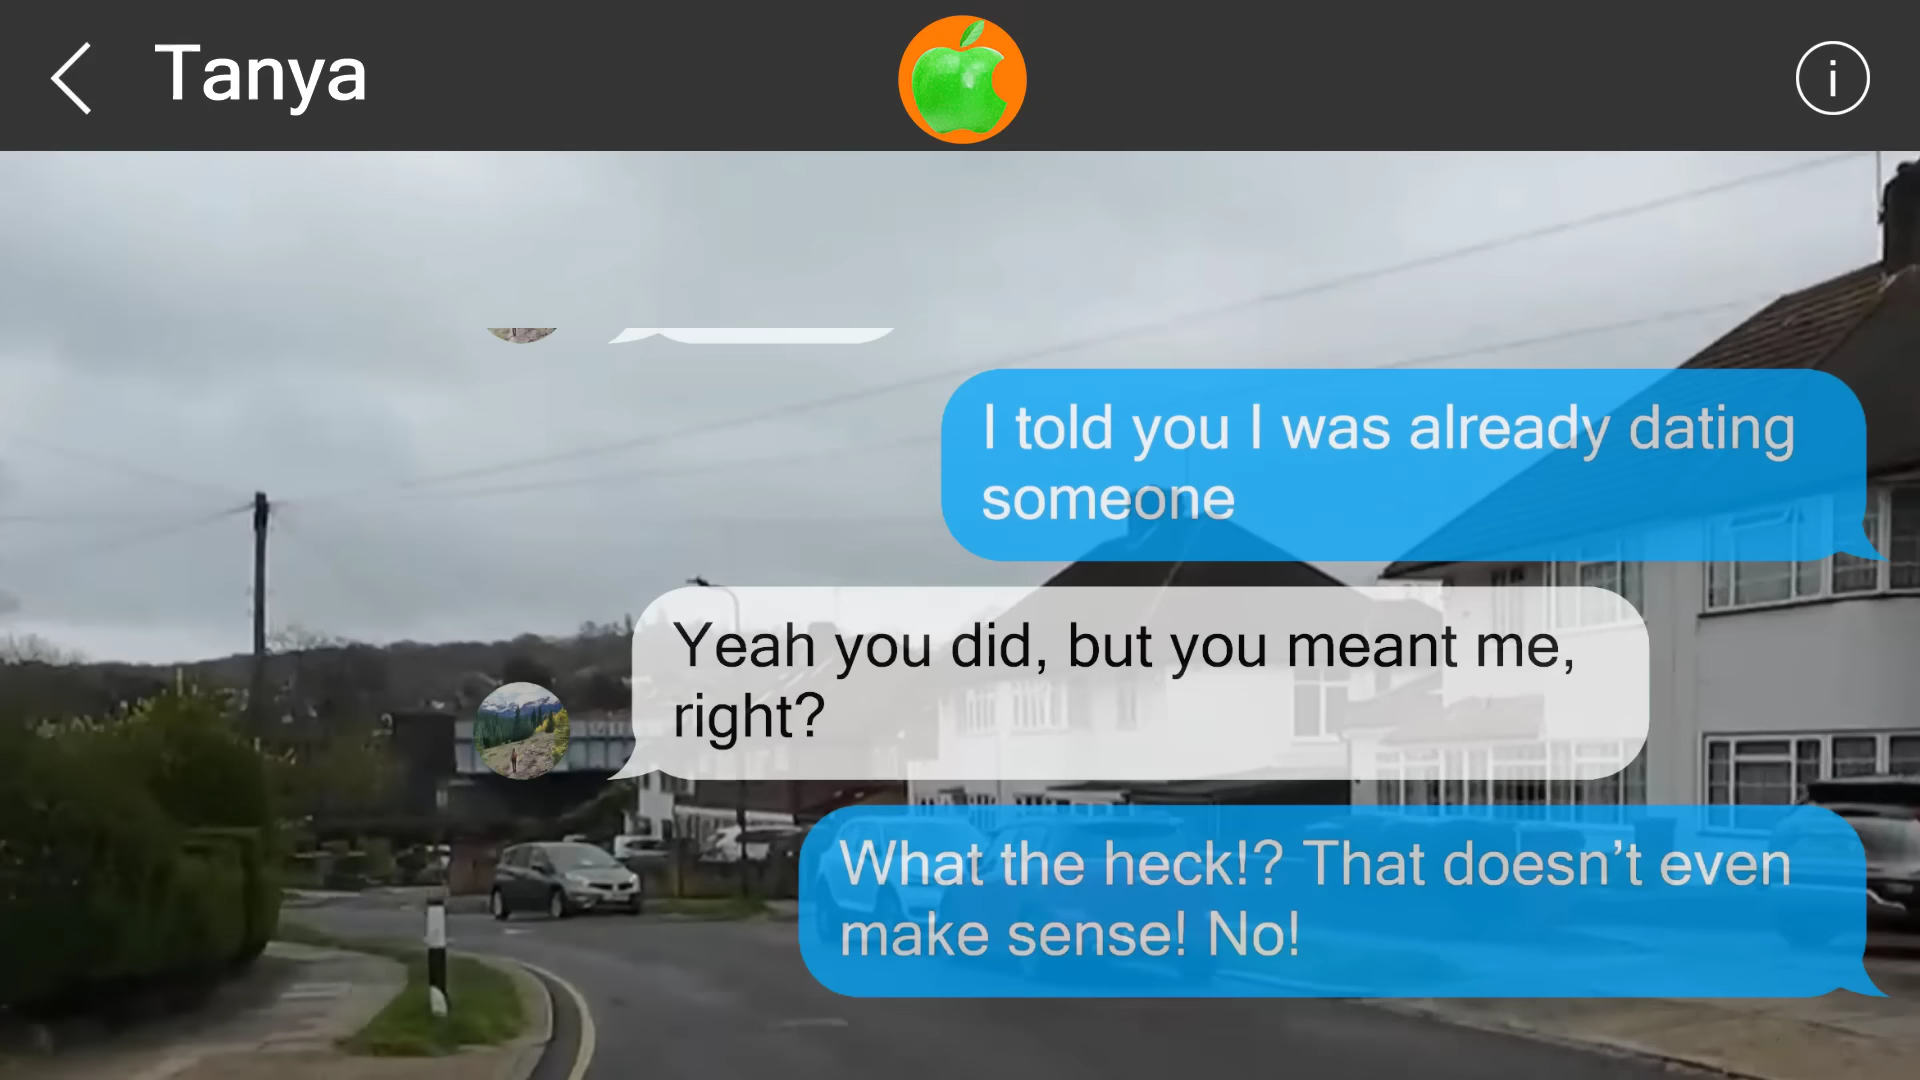 Tanya
I told you I was already dating
someone
Yeah you did, but you meant me,
right?
What the heck!? That doesn’t even
make sense! No!